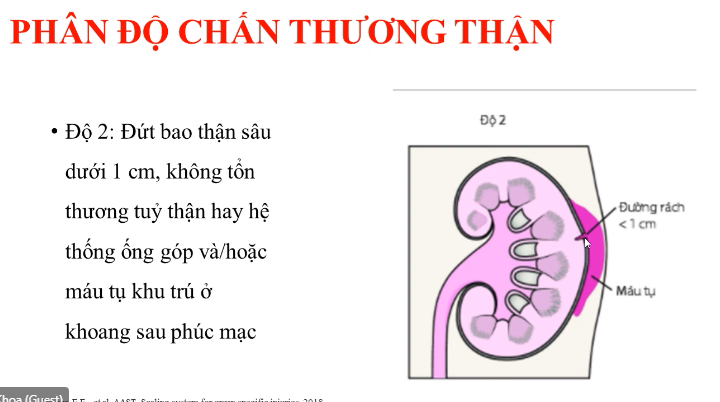 PHÂN ĐỘ CHẤN THƯƠNG THẬN
Độ 2
• Độ 2: Đứt bao thận sâu
dưới 1 cm, không tổn
thương tuỷ thận hay hệ
thống ống góp và/hoặc
máu tụ khu trú ở
khoang sau phúc mạc
Đường rách
< 1 cm
Máu tụ
Khoa (Guest)
et al. AAST. Scaling system for organ specific injuries. 2018